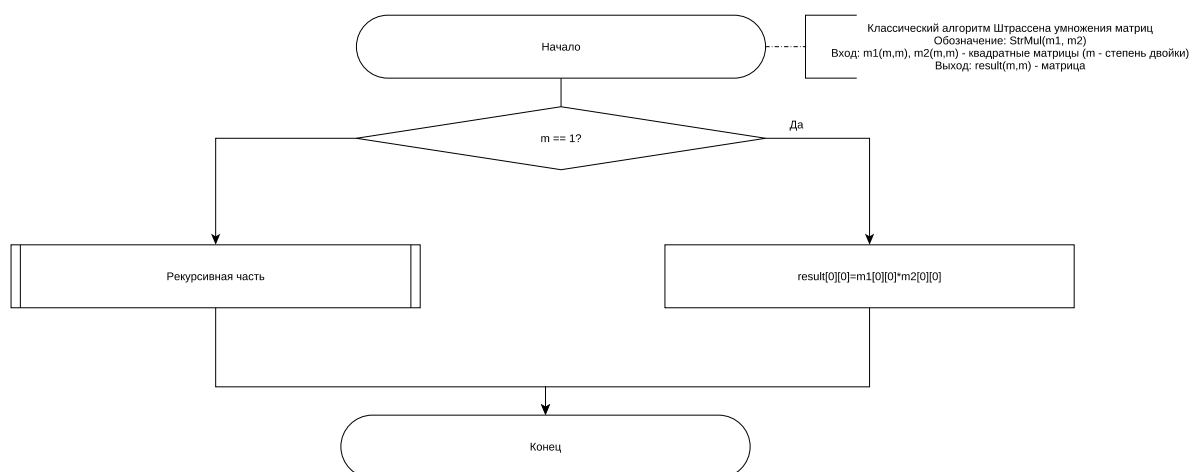 Начало
Классический алгоритм Штрассена умножения матриц
Обозначение: StrMul(m1, m2)
Вход: m1(m,m), m2(m,m) - квадратные матрицы (m - степень двойки)
Выход: result(m,m) - матрица
m == 1?
Да
Рекурсивная часть
result[0][0]=m1[0][0]*m2[0][0]
Конец